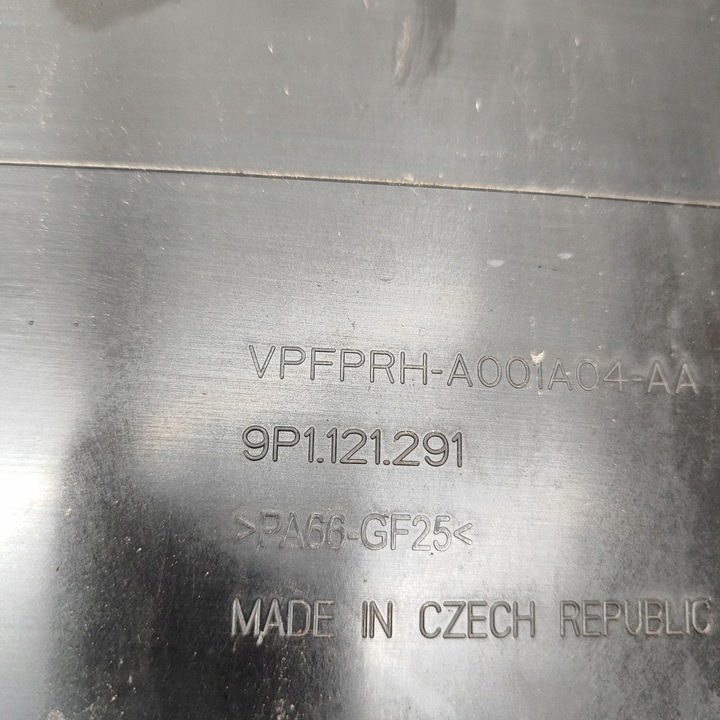 VPFPRH-A001A04-AA
9P1.121.291
>PA66-GF25<
MADE IN CZECH REPUBLIC